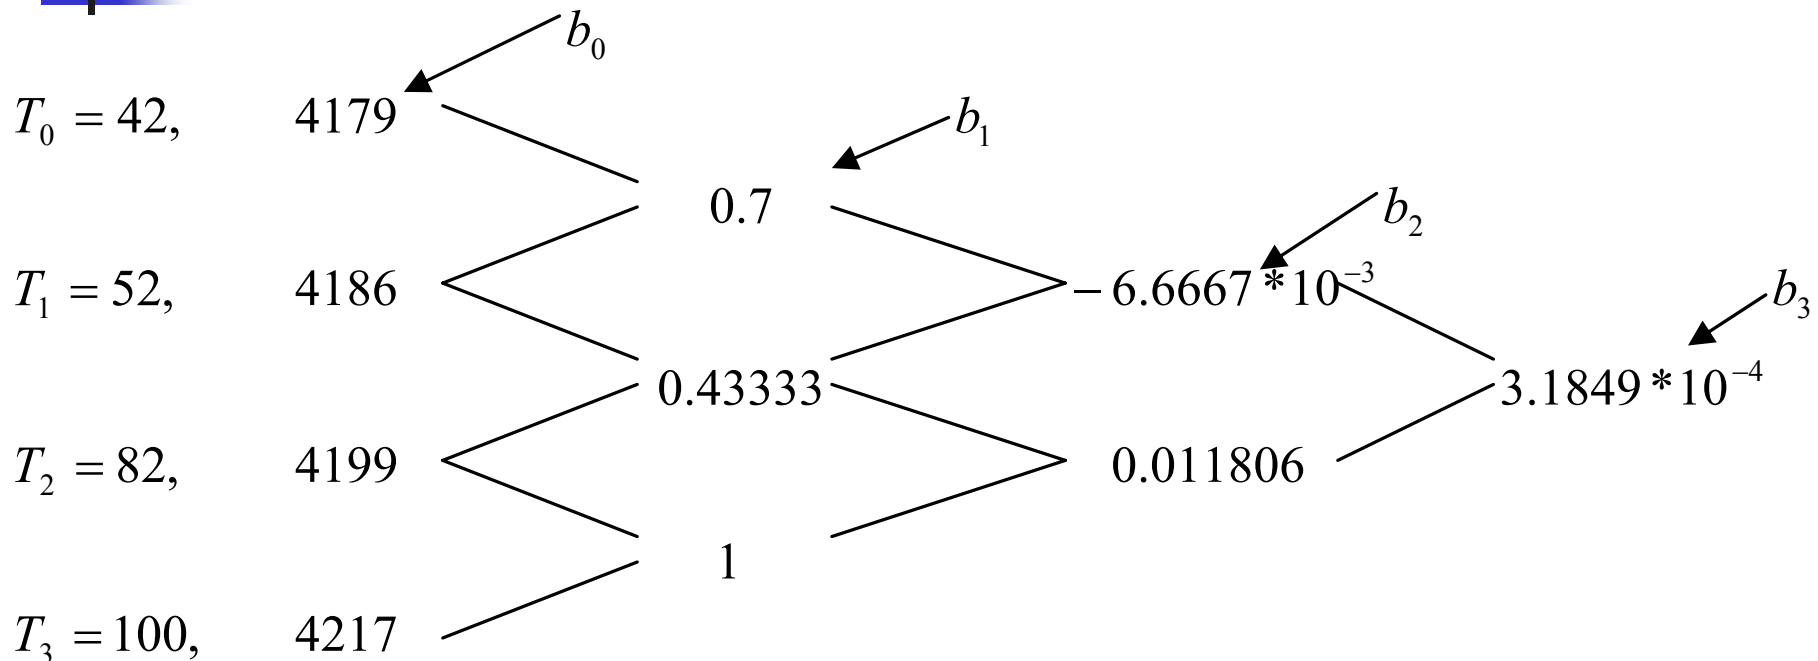 b₀
T₀ = 42, 4179
b₁
0.7
b₂
T₁ = 52, 4186 − 6.6667 * 10⁻³
b₃
0.43333 3.1849 * 10⁻⁴
T₂ = 82, 4199 0.011806
1
T₃ = 100, 4217